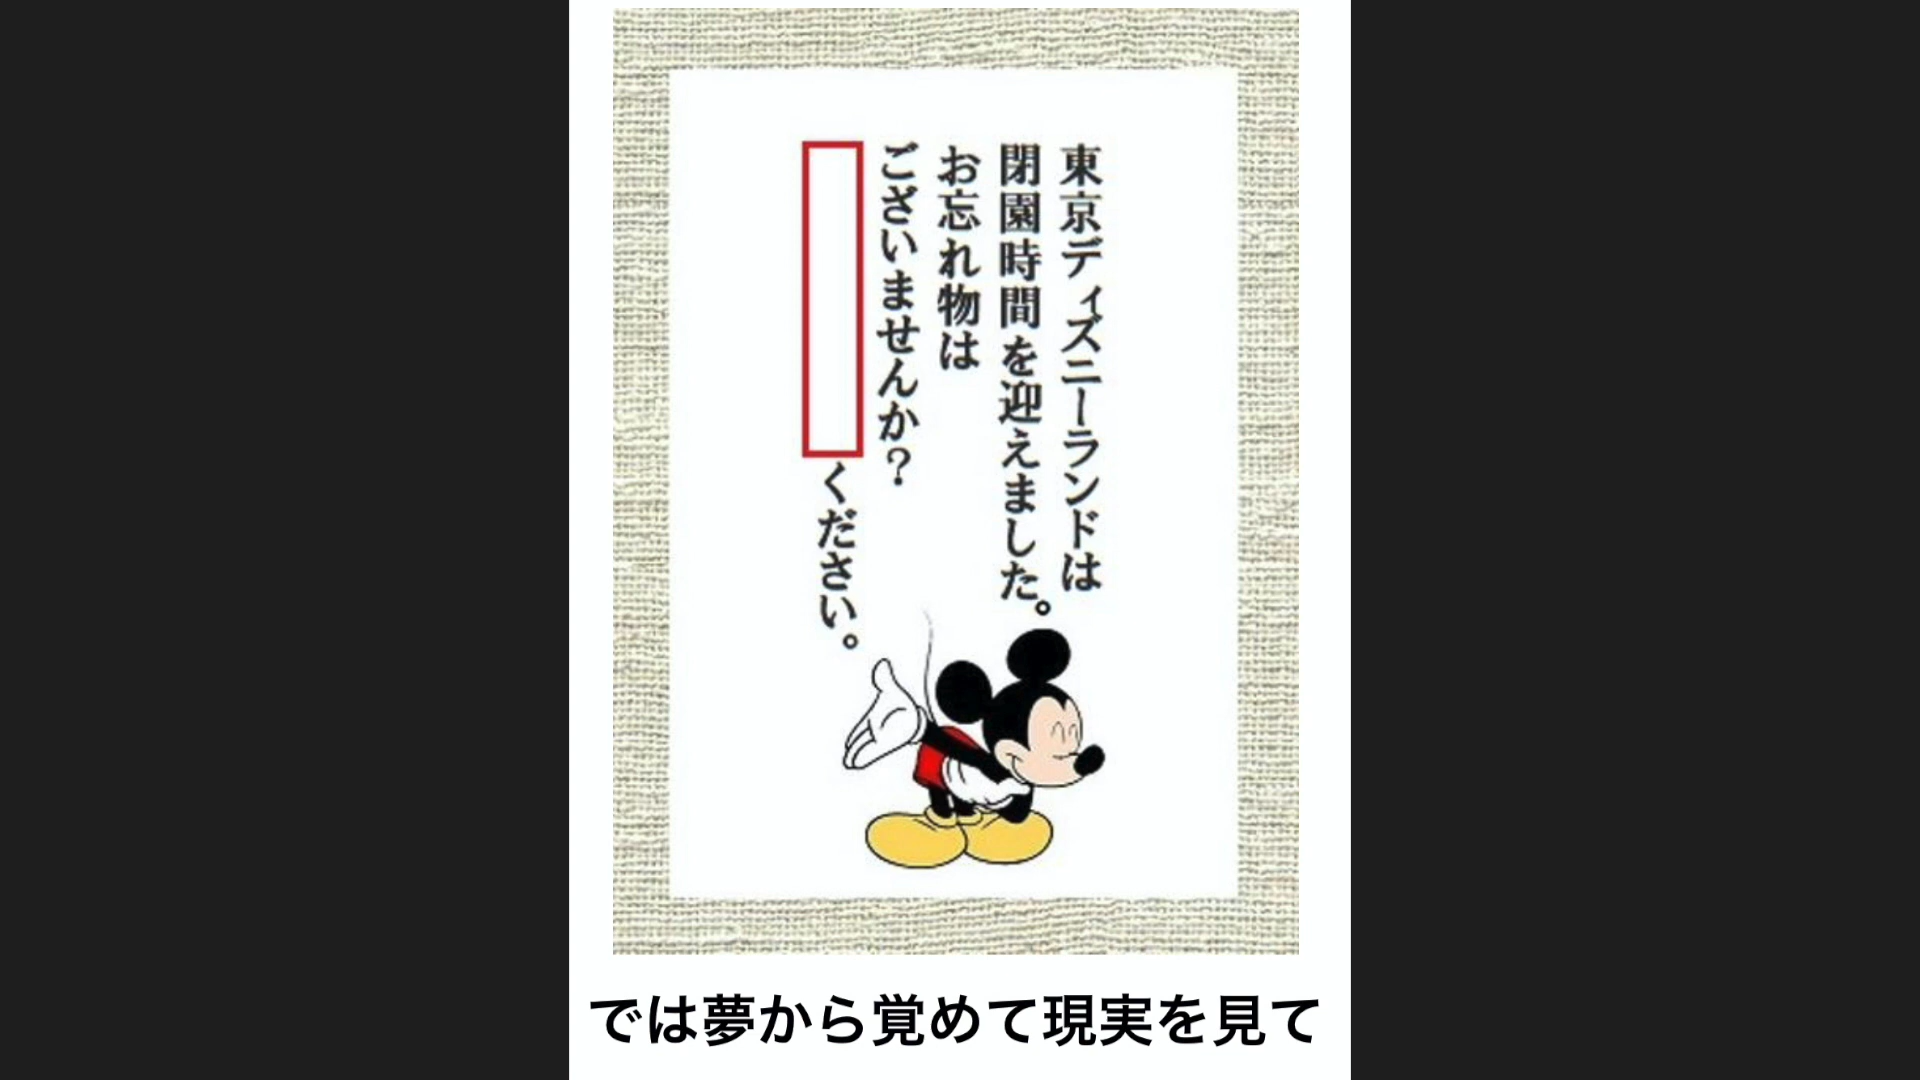 東京ディズニーランドは
閉園時間を迎えました。
お忘れ物は
ございませんか？
ください。
では夢から覚めて現実を見て